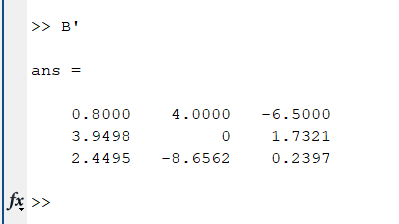 >> B'
ans =
0.8000 4.0000 -6.5000
3.9498 0 1.7321
2.4495 -8.6562 0.2397
fx >>